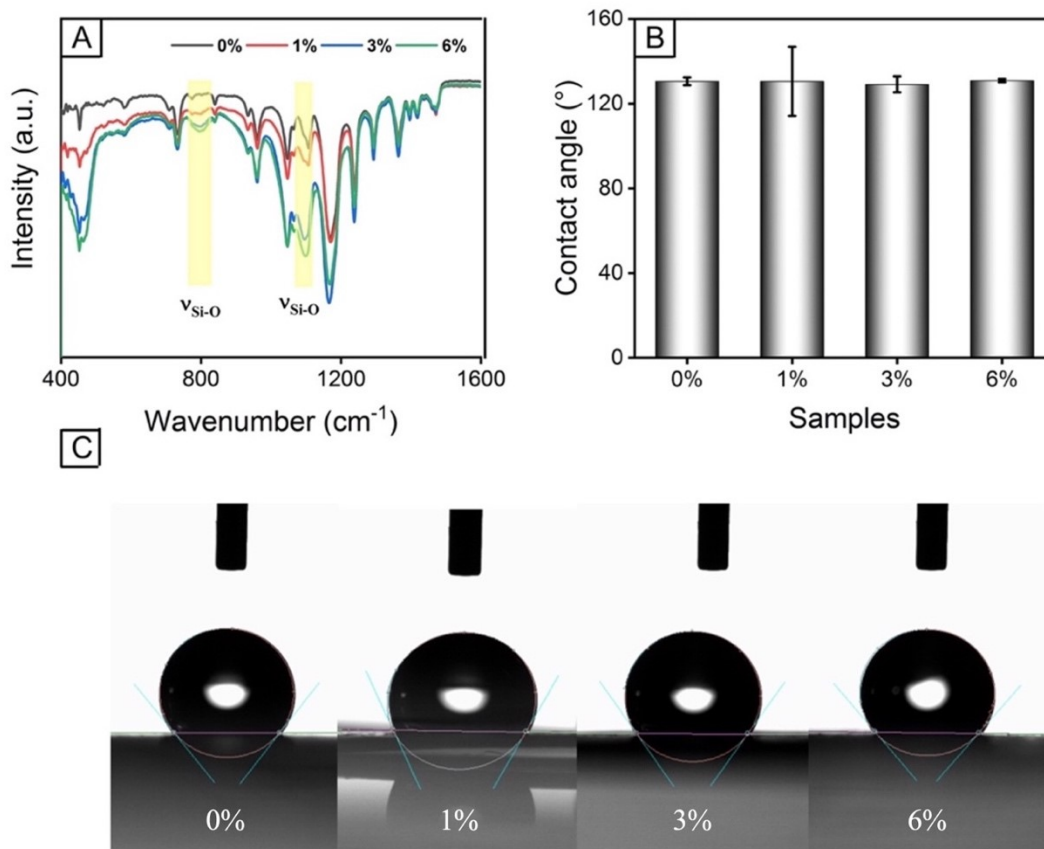 A
0% 1% 3% 6%
Intensity (a.u.)
νSi-O νSi-O
400 800 1200 1600
Wavenumber (cm⁻¹)
B
160
120
80
40
0
Contact angle (°)
0% 1% 3% 6%
Samples
C
0% 1% 3% 6%